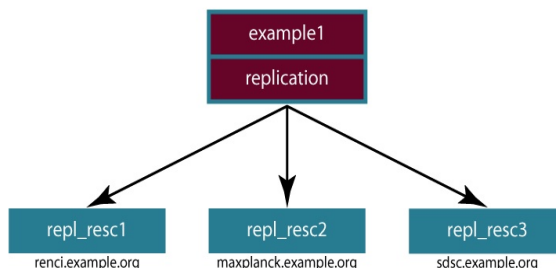 example1
replication
repl_resc1
repl_resc2
repl_resc3
renci.example.org
maxplanck.example.org
sdsc.example.org